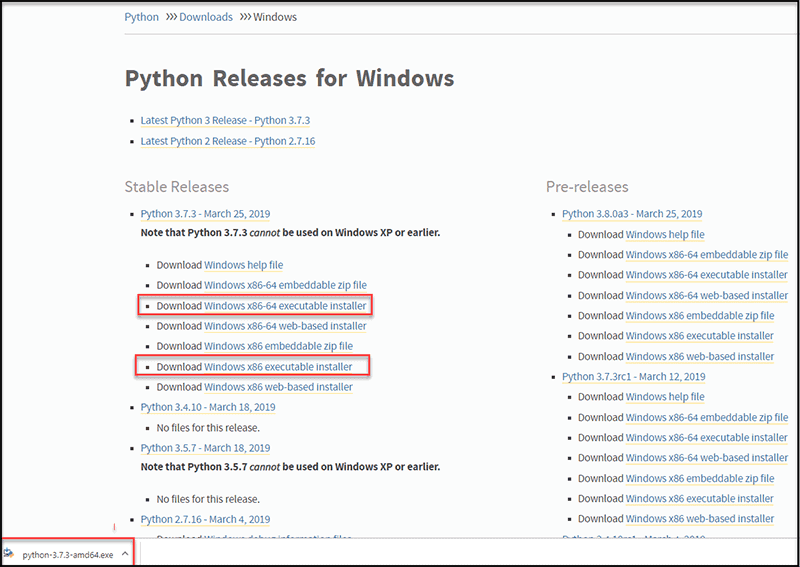 Python >>> Downloads >>> Windows
Python Releases for Windows
Latest Python 3 Release - Python 3.7.3
Latest Python 2 Release - Python 2.7.16
Stable Releases
Python 3.7.3 - March 25, 2019
Note that Python 3.7.3 cannot be used on Windows XP or earlier.
Download Windows help file
Download Windows x86-64 embeddable zip file
Download Windows x86-64 executable installer
Download Windows x86-64 web-based installer
Download Windows x86 embeddable zip file
Download Windows x86 executable installer
Download Windows x86 web-based installer
Python 3.4.10 - March 18, 2019
No files for this release.
Python 3.5.7 - March 18, 2019
Note that Python 3.5.7 cannot be used on Windows XP or earlier.
No files for this release.
Python 2.7.16 - March 4, 2019
Download Windows debug information files
Pre-releases
Python 3.8.0a3 - March 25, 2019
Download Windows help file
Download Windows x86-64 embeddable zip file
Download Windows x86-64 executable installer
Download Windows x86-64 web-based installer
Download Windows x86 embeddable zip file
Download Windows x86 executable installer
Download Windows x86 web-based installer
Python 3.7.3rc1 - March 12, 2019
Download Windows help file
Download Windows x86-64 embeddable zip file
Download Windows x86-64 executable installer
Download Windows x86-64 web-based installer
Download Windows x86 embeddable zip file
Download Windows x86 executable installer
Download Windows x86 web-based installer
python-3.7.3-amd64.exe